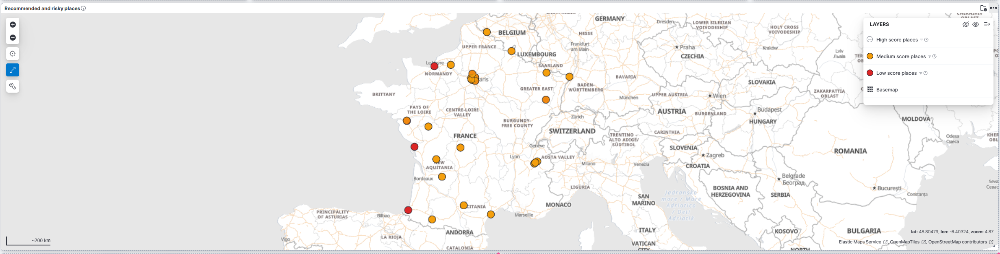 Recommended and risky places
GERMANY
Dresden
LOWER SILESIAN
VOIVODESHIP
HOLY CROSS
VOIVODESHIP
LAYERS
BELGIUM
HESSE
High score places
UPPER FRANCE
Frankfurt
am Main
Praha
Kraków
LUXEMBOURG
CZECHIA
Lviv
Львів
Medium score places
Le
SAARLAND
NORMANDY
BAVARIA
Low score places
SLOVAKIA
BADEN-
WÜRTTEMBERG
GREATER EAST
Basemap
BRITTANY
München
UPPER AUSTRIA
Wien
ZAKARPATTIA
OBLAST
PAYS OF
THE LOIRE
CENTRE-LOIRE
VALLEY
AUSTRIA
BURGENLAND
Budapest
Zürich
BURGUNDY-
FREE COUNTY
HUNGARY
MOLDOVA
SWITZERLAND
FRANCE
TRENTINO -
ALTO ADIGE/
SÜDTIROL
CARINTHIA
Odesa
Одеса
Genève
SLOVENIA
ROMANIA
Lyon
AOSTA VALLEY
Zagreb
Milano
Venezia
CROATIA
NEW
AQUITANIA
Bordeaux
Belgrade
Београд
LIGURIA
BOSNIA AND
HERZEGOVINA
București
SERBIA
Constanța
Jadransko
more / Mare
Adriatico
/ Deti
Adriatik
SAN
MARINO
MONACO
PRINCIPALITY
OF ASTURIAS
Bilbao
Marseille
ANDORRA
ITALY
KOSOVO
BULGARIA
lat: 48.80479, lon: -6.40324, zoom: 4.87
LA RIOJA
Vigo
~200 km
Elastic Maps Service, OpenMapTiles, OpenStreetMap contributors
VATICAN
CITY
CATALONIA
NORTH